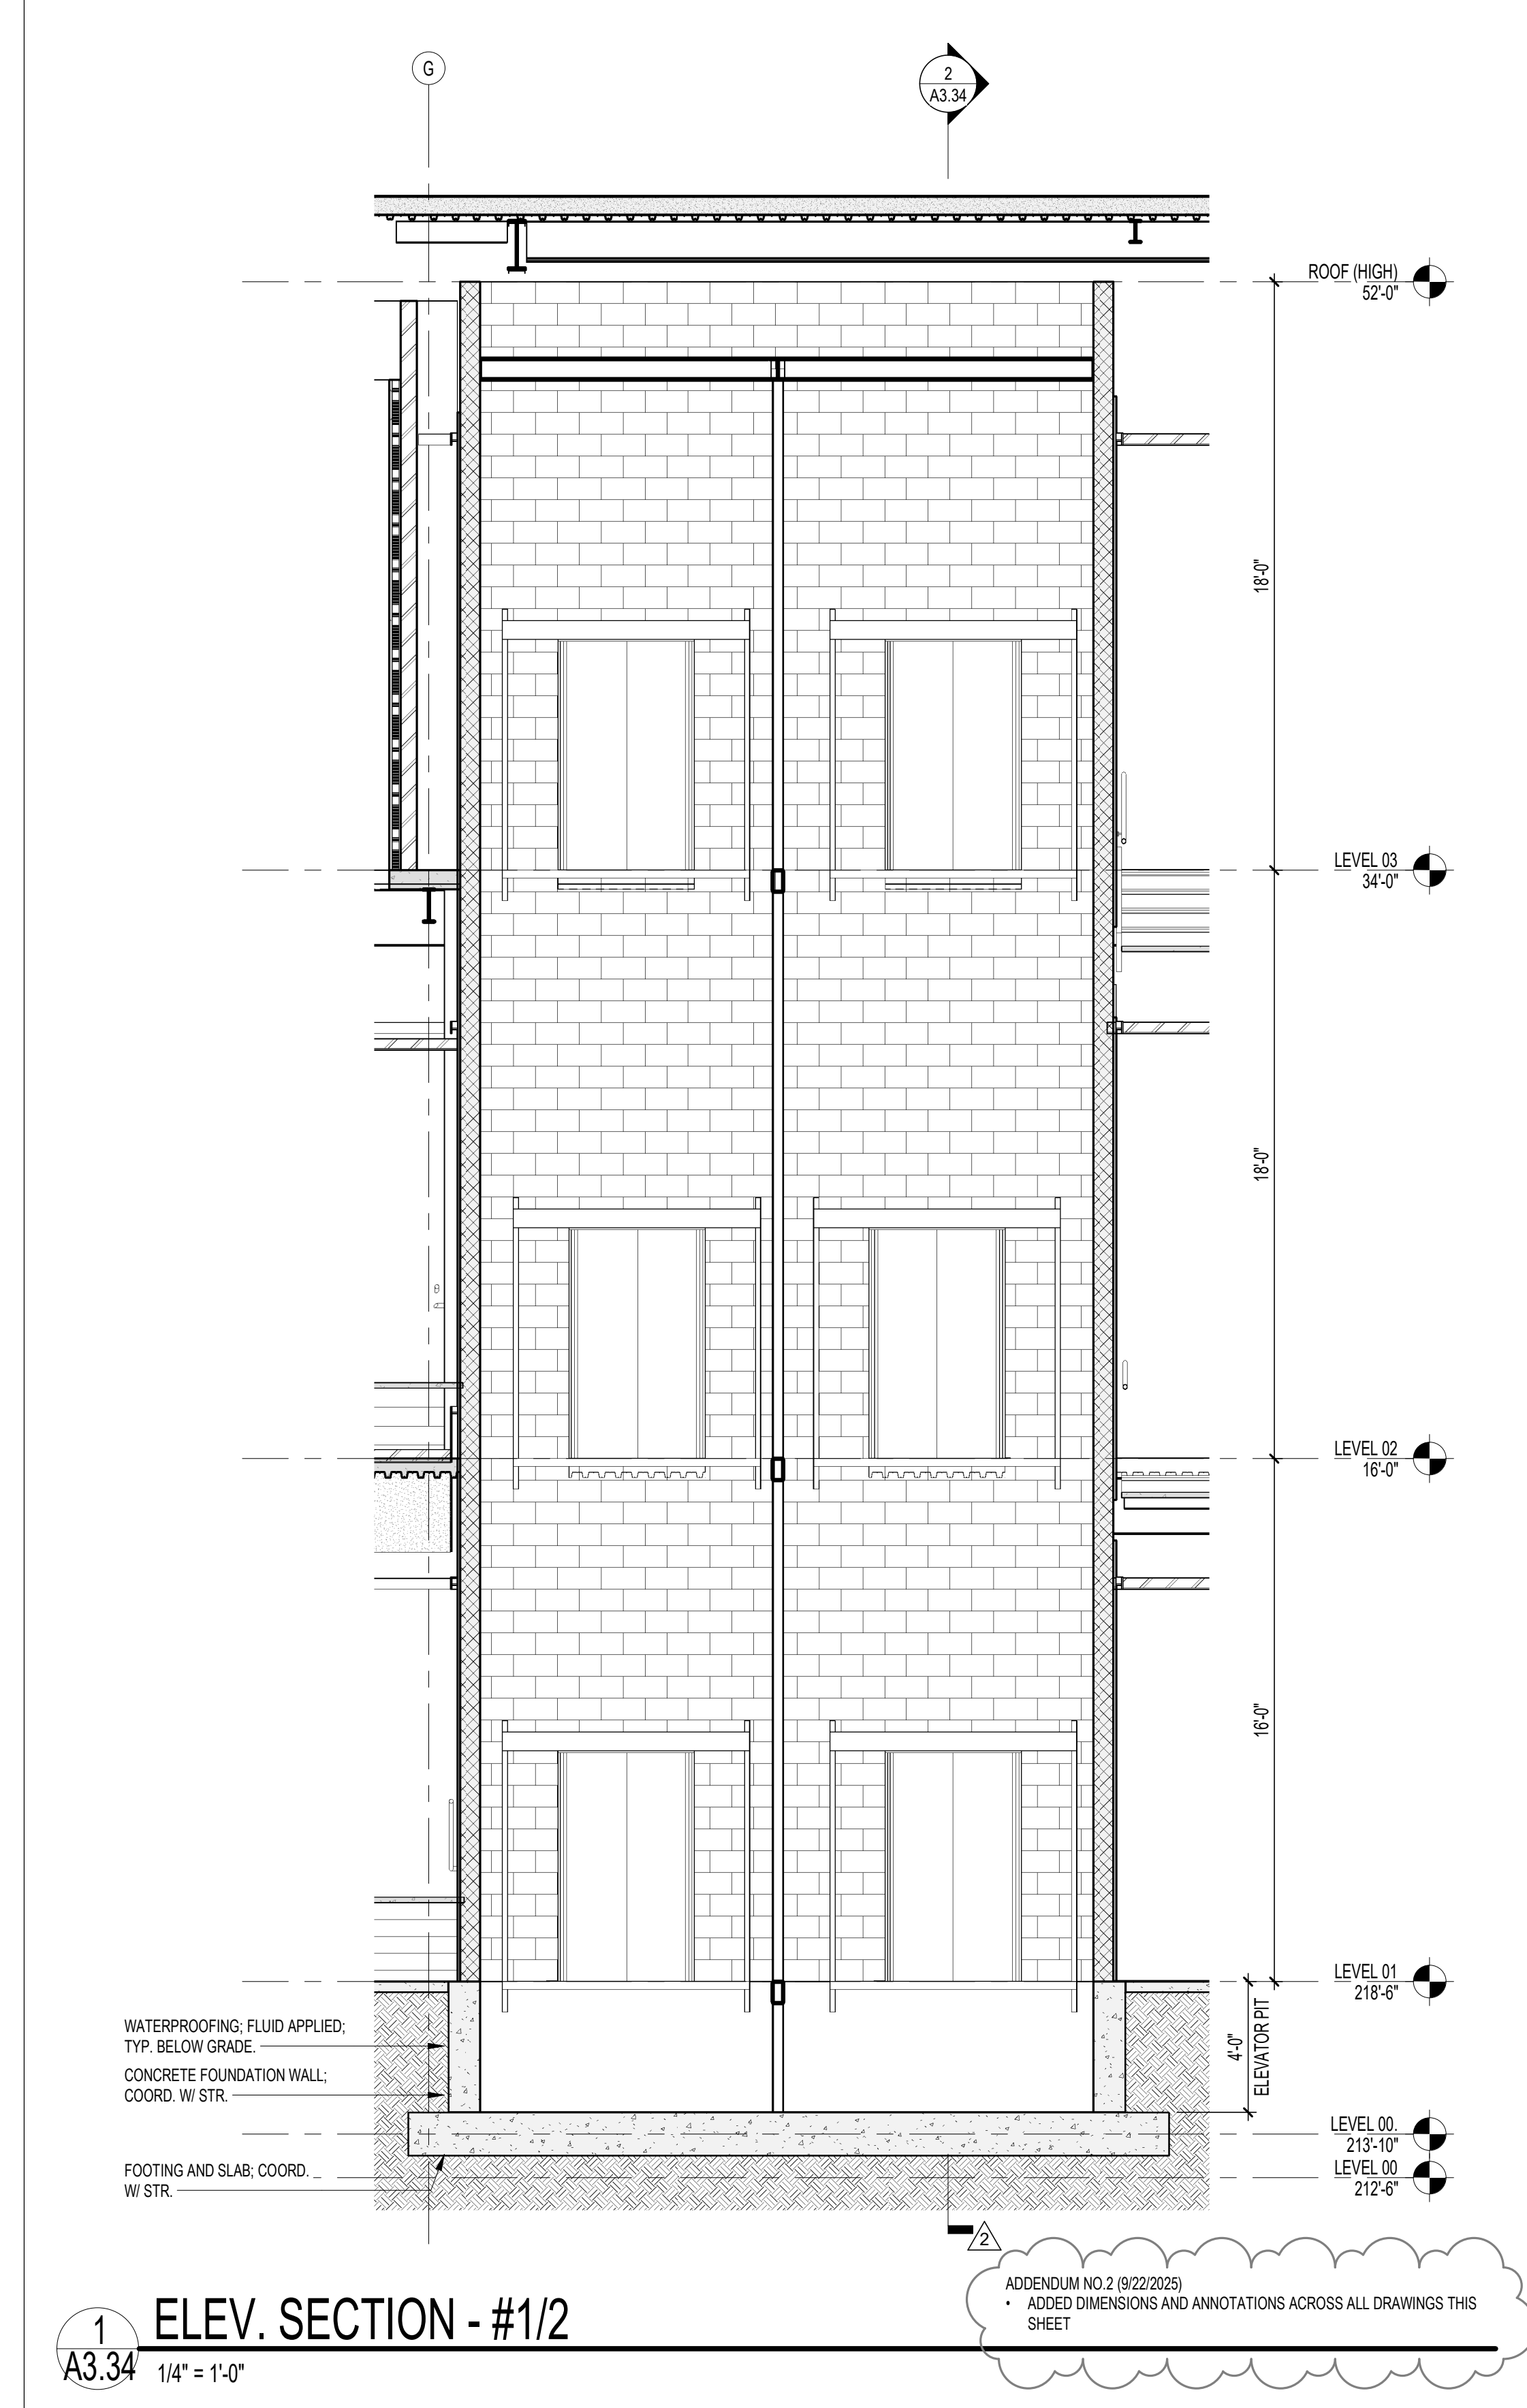 G
2
A3.34
ROOF (HIGH)
52'-0"
18'-0"
LEVEL 03
34'-0"
18'-0"
LEVEL 02
16'-0"
16'-0"
LEVEL 01
218'-6"
4'-0"
ELEVATOR PIT
WATERPROOFING; FLUID APPLIED;
TYP. BELOW GRADE.
CONCRETE FOUNDATION WALL;
COORD. W/ STR.
LEVEL 00.
213'-10"
LEVEL 00
212'-6"
FOOTING AND SLAB; COORD.
W/ STR.
2
ADDENDUM NO.2 (9/22/2025)
• ADDED DIMENSIONS AND ANNOTATIONS ACROSS ALL DRAWINGS THIS
SHEET
1
A3.34
ELEV. SECTION - #1/2
1/4" = 1'-0"